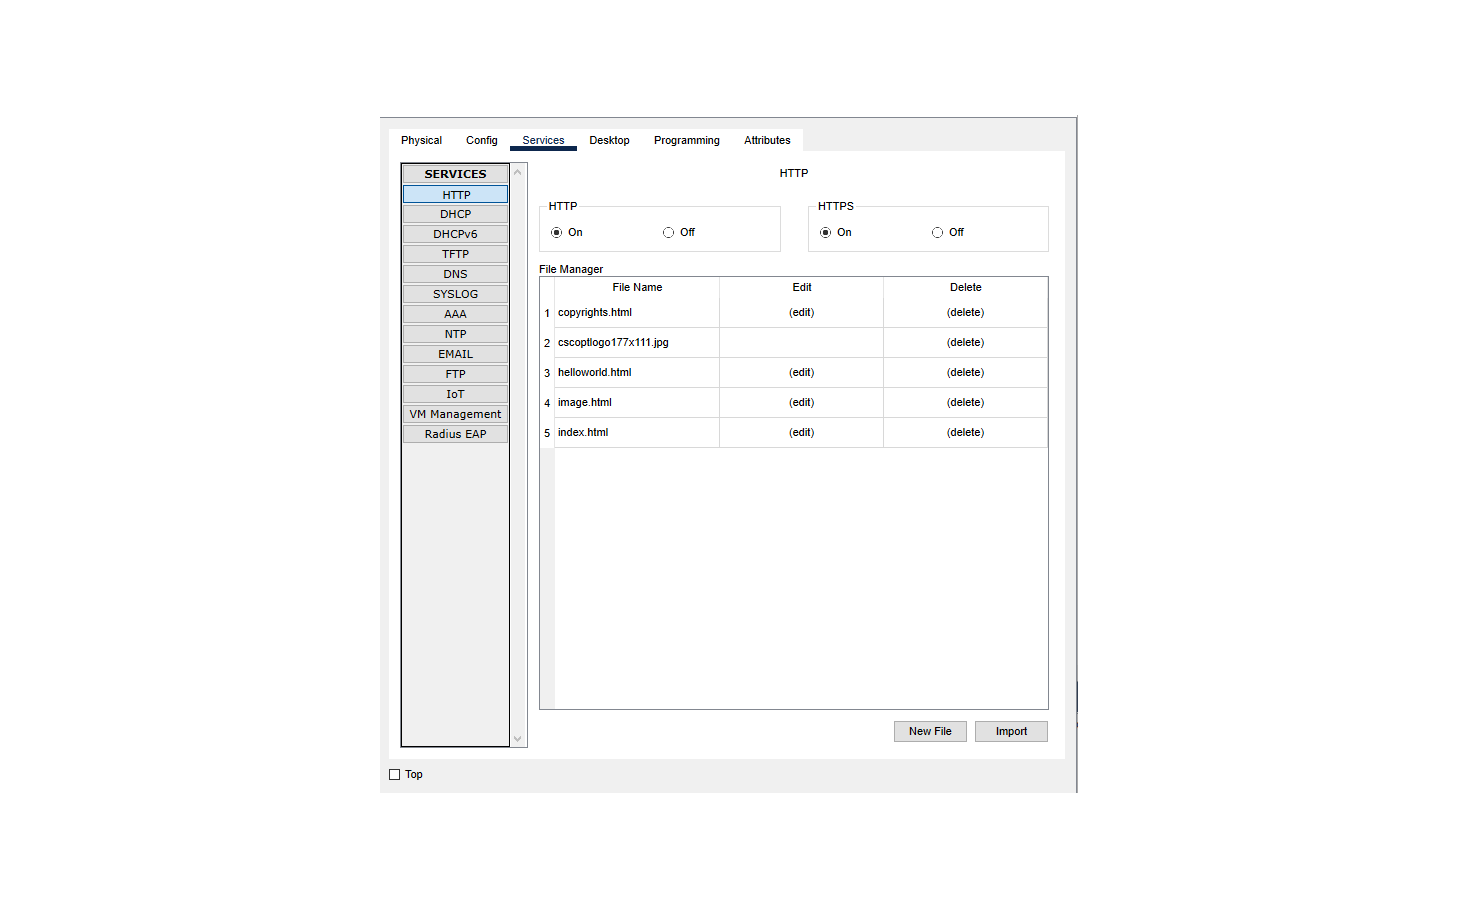 Physical Config Services Desktop Programming Attributes
SERVICES
HTTP
DHCP
DHCPv6
TFTP
DNS
SYSLOG
AAA
NTP
EMAIL
FTP
IoT
VM Management
Radius EAP
HTTP
HTTP
On Off
HTTPS
On Off
File Manager
File Name Edit Delete
1 copyrights.html (edit) (delete)
2 cscoptlogo177x111.jpg (delete)
3 helloworld.html (edit) (delete)
4 image.html (edit) (delete)
5 index.html (edit) (delete)
New File Import
Top